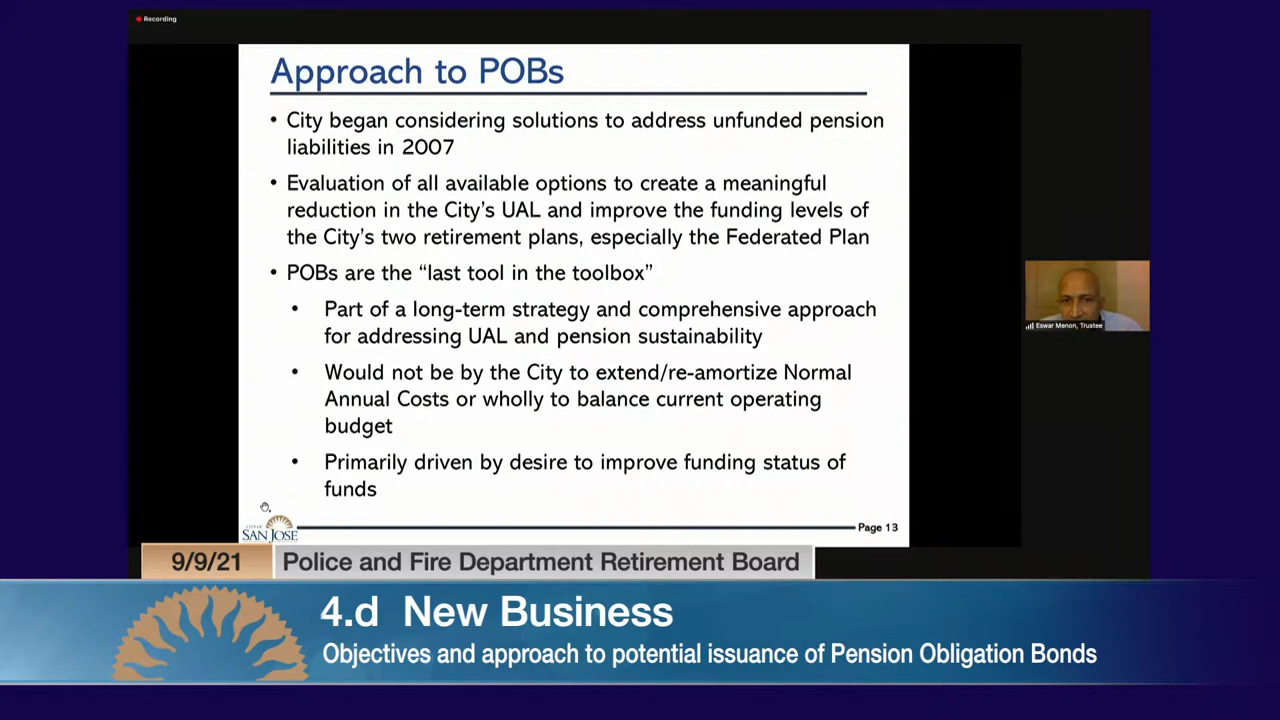 Recording
Approach to POBs
• City began considering solutions to address unfunded pension
liabilities in 2007
• Evaluation of all available options to create a meaningful
reduction in the City's UAL and improve the funding levels of
the City's two retirement plans, especially the Federated Plan
• POBs are the “last tool in the toolbox”
• Part of a long-term strategy and comprehensive approach
for addressing UAL and pension sustainability
• Would not be by the City to extend/re-amortize Normal
Annual Costs or wholly to balance current operating
budget
• Primarily driven by desire to improve funding status of
funds
Eswar Menon, Trustee
CITY OF
SAN JOSE
Page 13
9/9/21 Police and Fire Department Retirement Board
4.d New Business
Objectives and approach to potential issuance of Pension Obligation Bonds